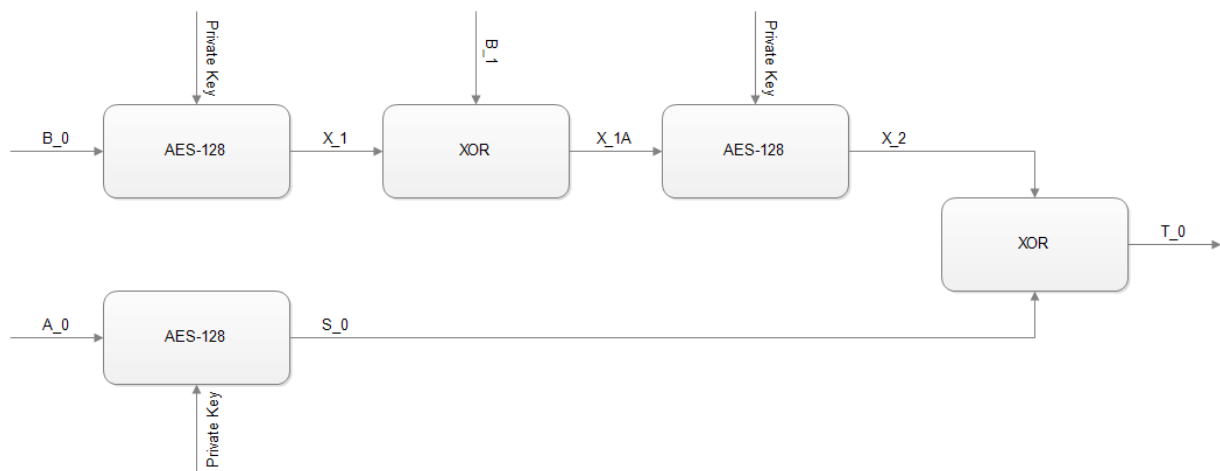 Private Key
B_1
Private Key
B_0
AES-128
X_1
XOR
X_1A
AES-128
X_2
XOR
T_0
A_0
AES-128
S_0
Private Key